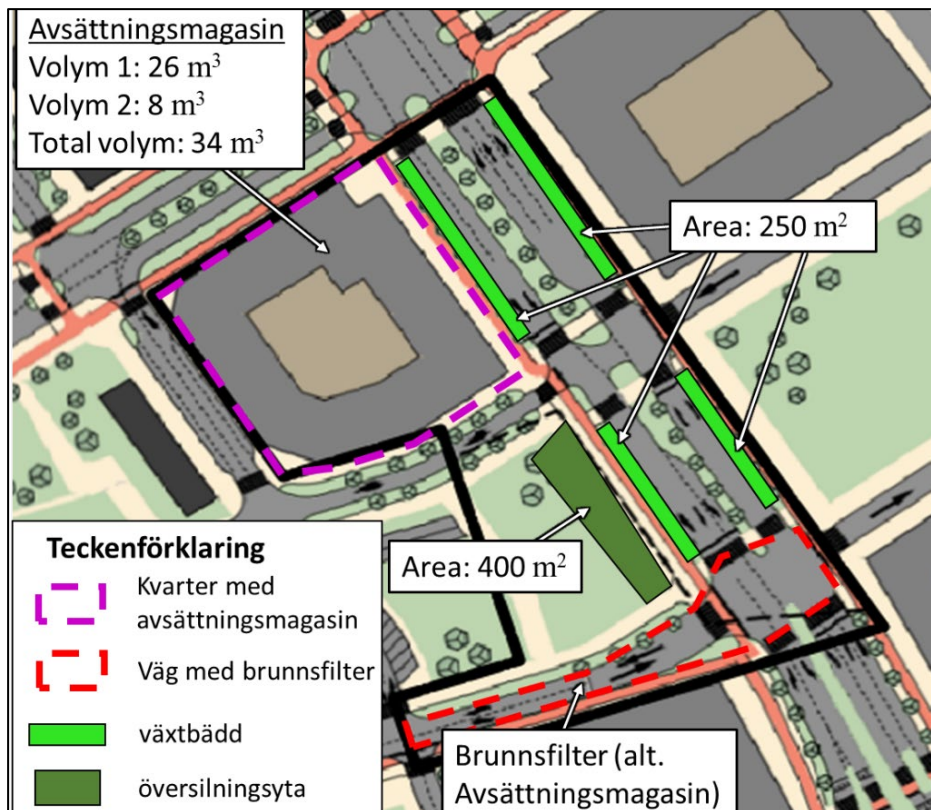 Avsättningsmagasin
Volym 1: 26 m³
Volym 2: 8 m³
Total volym: 34 m³
Area: 250 m²
Area: 400 m²
Teckenförklaring
Kvarter med
avsättningsmagasin
Väg med brunnsfilter
växtbädd
översilningsyta
Brunnsfilter (alt.
Avsättningsmagasin)